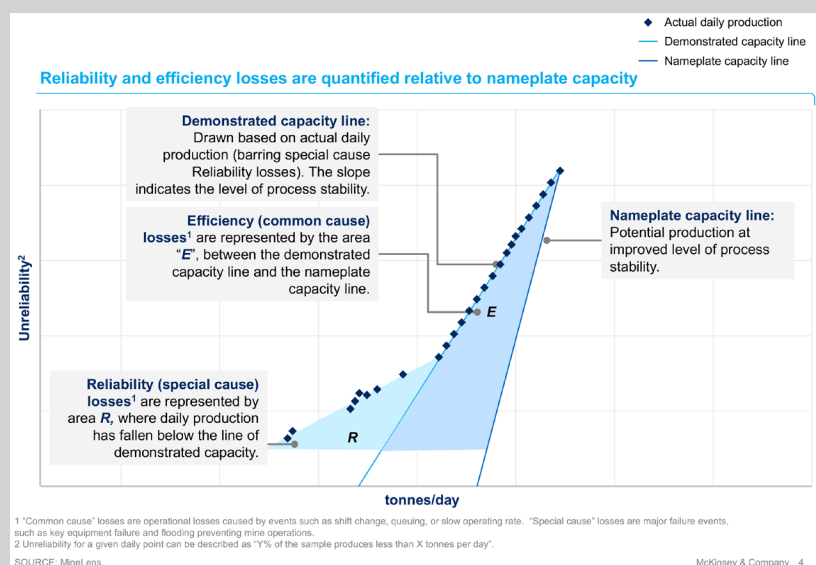 Actual daily production
Demonstrated capacity line
Nameplate capacity line
Reliability and efficiency losses are quantified relative to nameplate capacity
Demonstrated capacity line:
Drawn based on actual daily
production (barring special cause
Reliability losses). The slope
indicates the level of process stability.
Efficiency (common cause)
losses1 are represented by the area
“E”, between the demonstrated
capacity line and the nameplate
capacity line.
Nameplate capacity line:
Potential production at
improved level of process
stability.
Unreliability2
E
Reliability (special cause)
losses1 are represented by
area R, where daily production
has fallen below the line of
demonstrated capacity.
R
tonnes/day
1 “Common cause” losses are operational losses caused by events such as shift change, queuing, or slow operating rate. “Special cause” losses are major failure events,
such as key equipment failure and flooding preventing mine operations.
2 Unreliability for a given daily point can be described as “Y% of the sample produces less than X tonnes per day”.
SOURCE: MineLens
McKinsey & Company 4